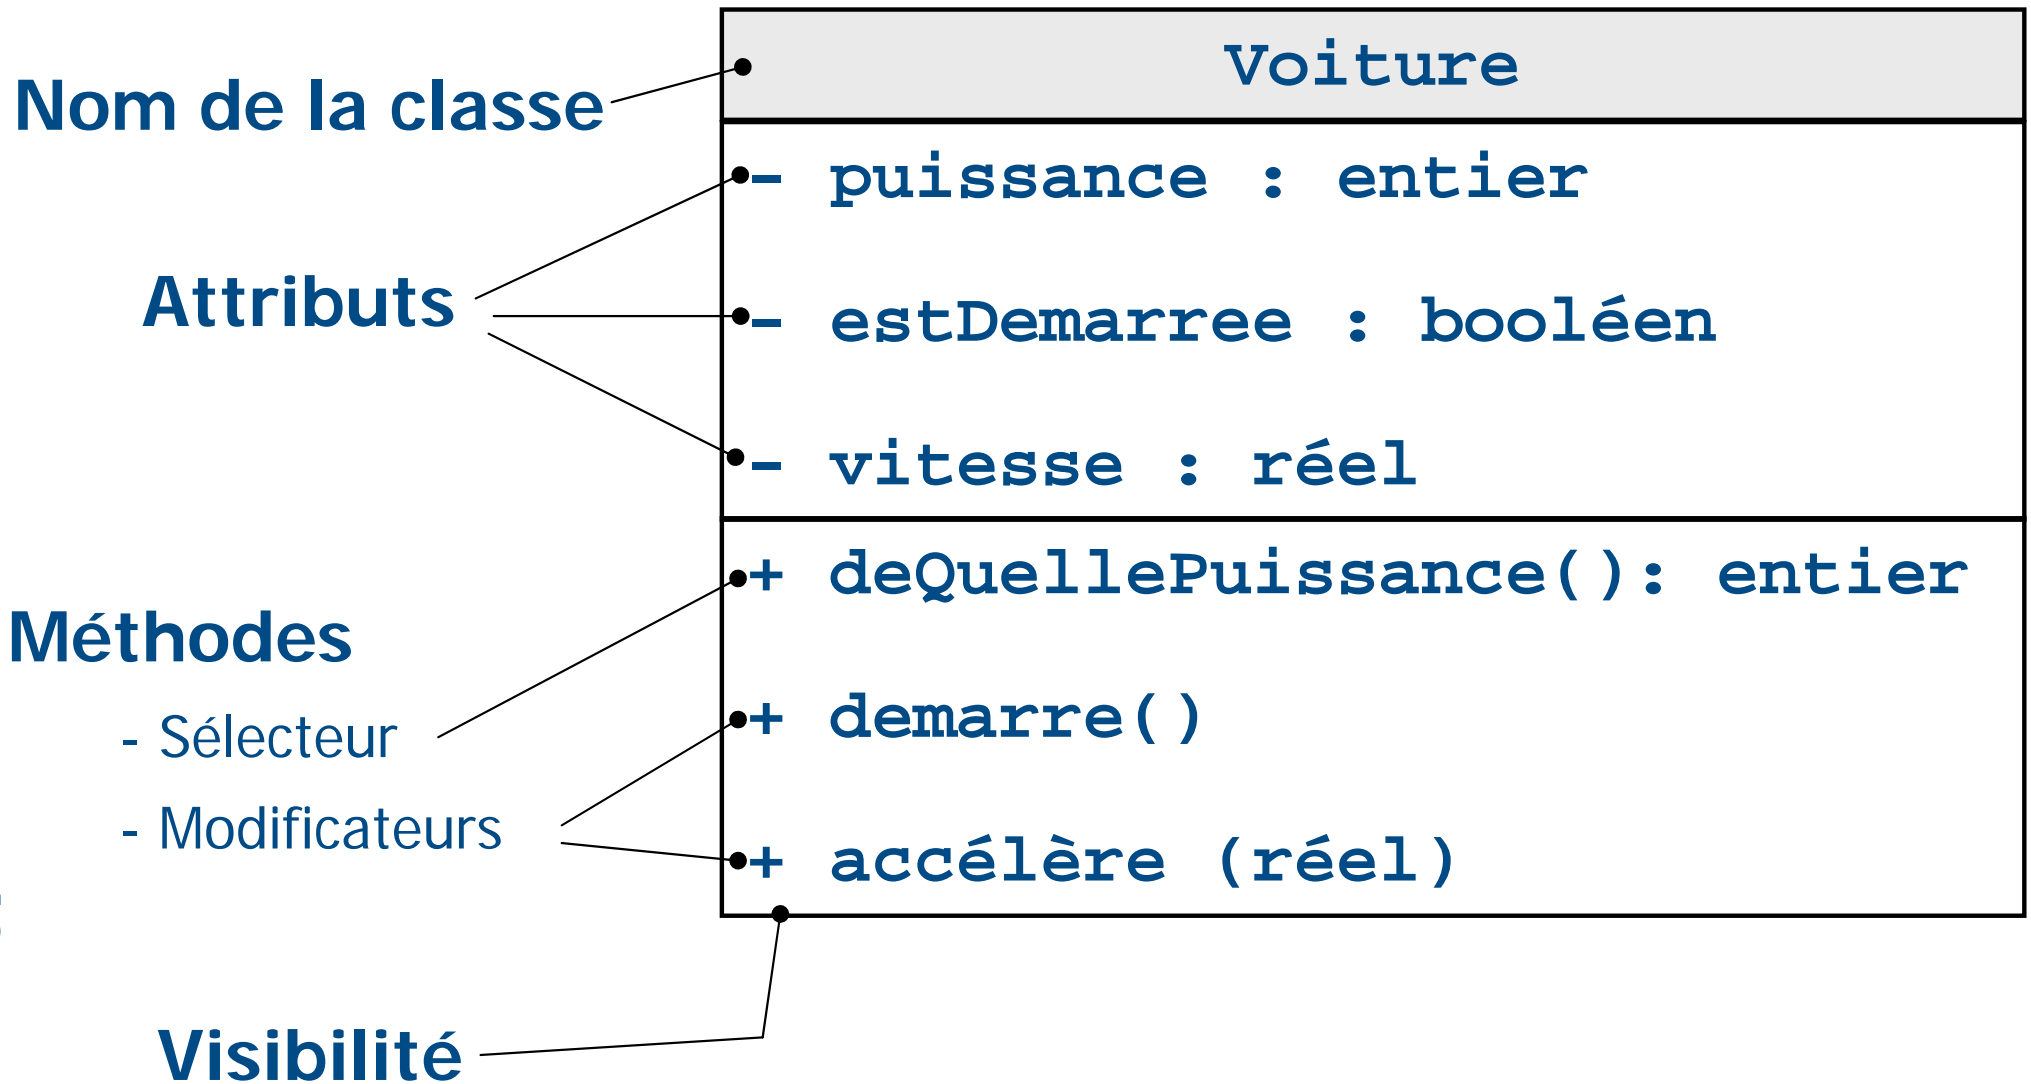 Voiture
Nom de la classe
- puissance : entier
Attributs
- estDemarree : booléen
- vitesse : réel
+ deQuellePuissance(): entier
Méthodes
- Sélecteur
+ demarre()
- Modificateurs
+ accélère (réel)
Visibilité